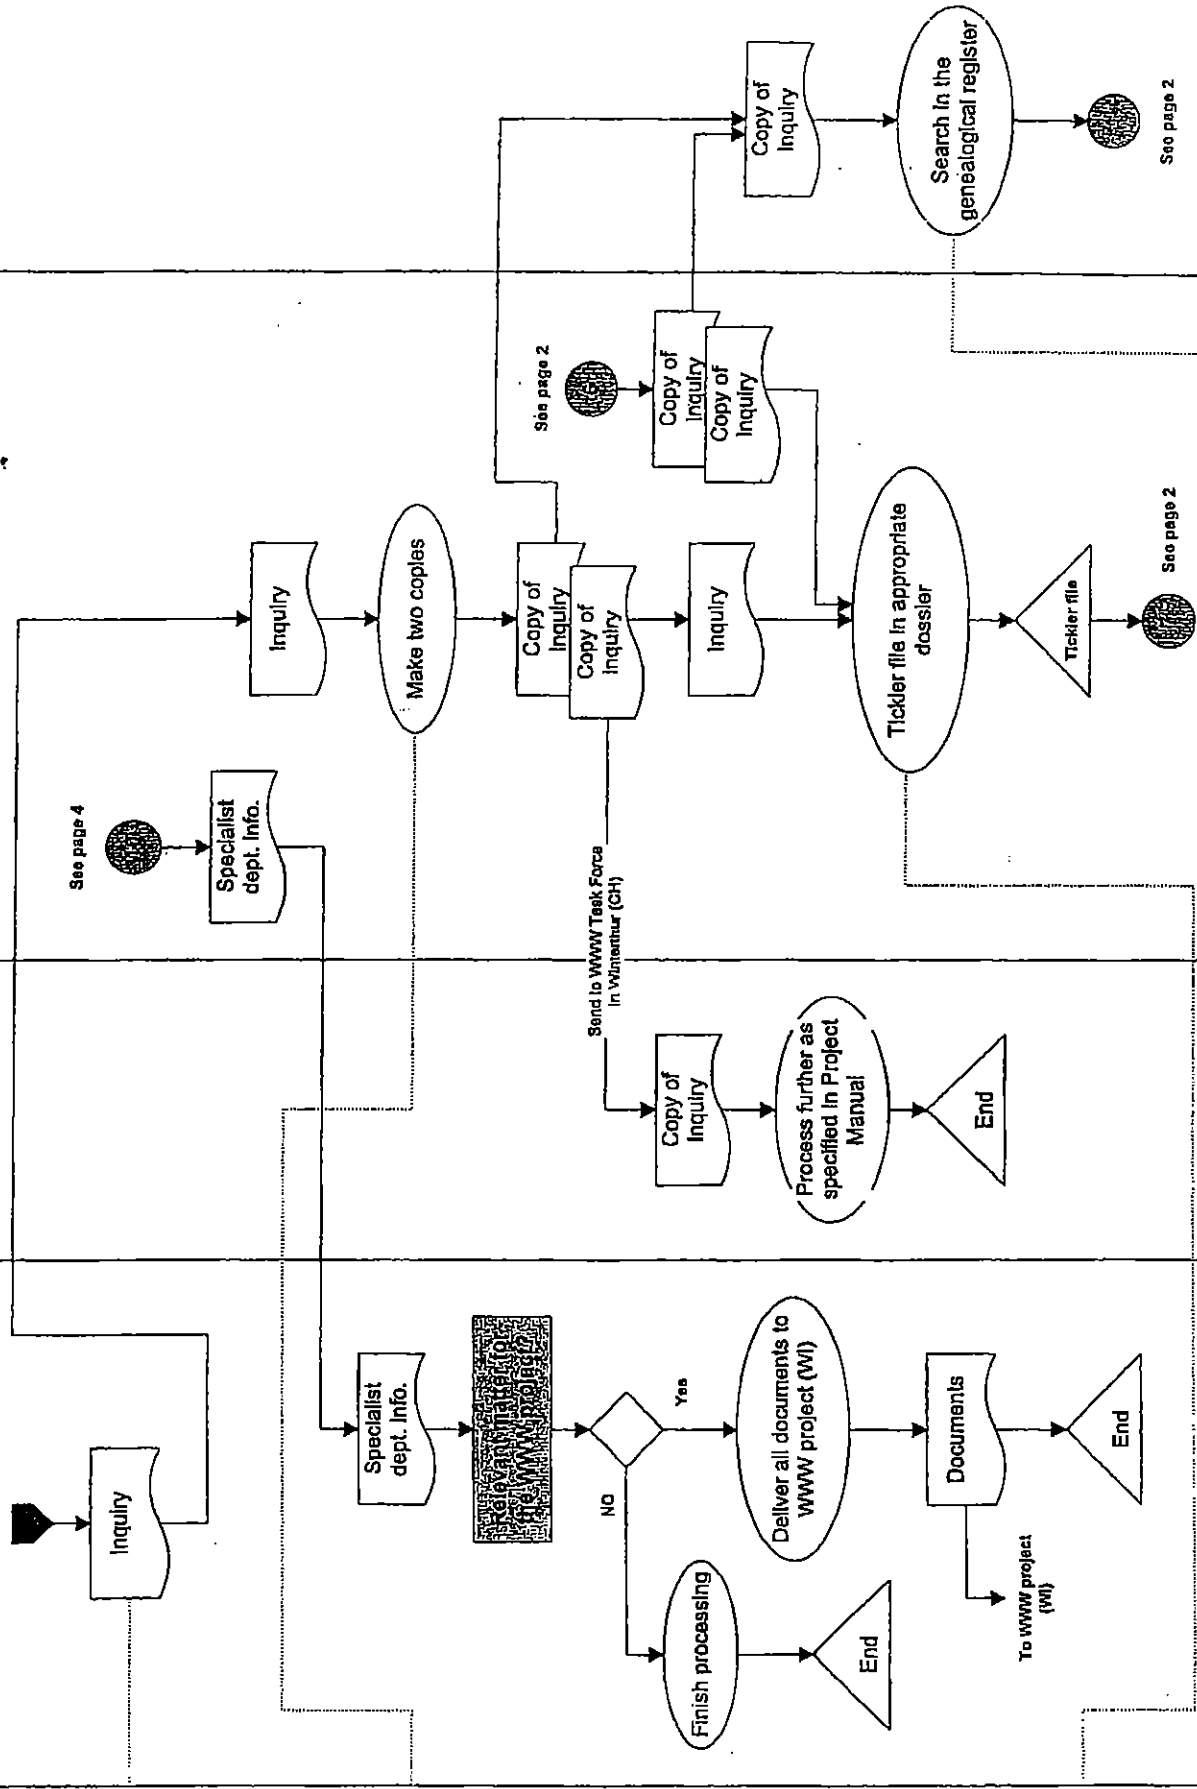 Inquiry
Specialist
dept. Info.
Relevant matter for
the WWW project?
NO
Yes
Finish processing
End
Deliver all documents to
WWW project (WI)
Documents
To WWW project
(WI)
End
Send to WWW Task Force
in Winterthur (CH)
Copy of
Inquiry
Process further as
specified in Project
Manual
End
See page 4
Specialist
dept. Info.
Inquiry
Make two copies
Copy of
Inquiry
Copy of
Inquiry
Inquiry
Tickler file in appropriate
dossier
Tickler file
See page 2
See page 2
Copy of
Inquiry
Copy of
Inquiry
Copy of
Inquiry
Search in the
genealogical register
See page 2